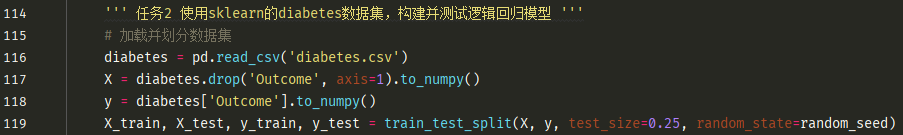 114 ''' 任务2 使用sklearn的diabetes数据集，构建并测试逻辑回归模型 '''
115 # 加载并划分数据集
116 diabetes = pd.read_csv('diabetes.csv')
117 X = diabetes.drop('Outcome', axis=1).to_numpy()
118 y = diabetes['Outcome'].to_numpy()
119 X_train, X_test, y_train, y_test = train_test_split(X, y, test_size=0.25, random_state=random_seed)